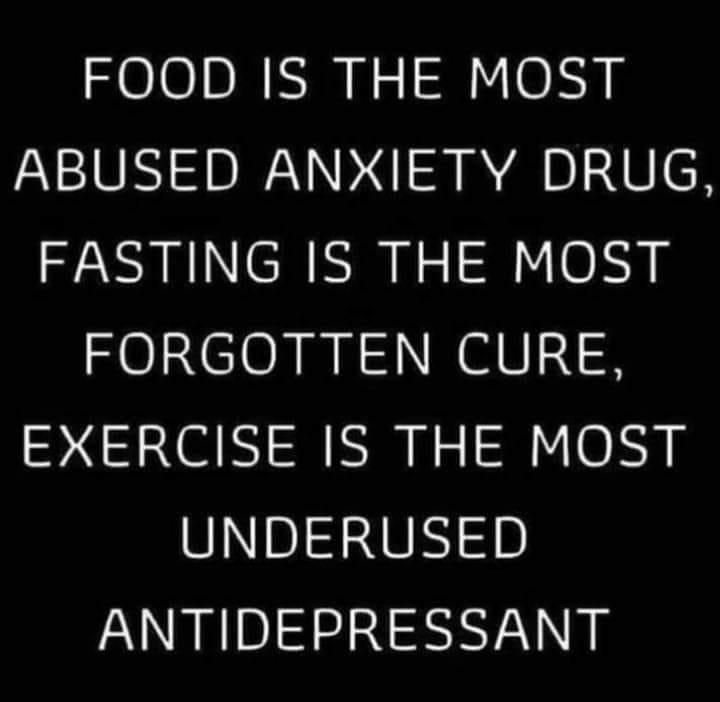 FOOD IS THE MOST
ABUSED ANXIETY DRUG,
FASTING IS THE MOST
FORGOTTEN CURE,
EXERCISE IS THE MOST
UNDERUSED
ANTIDEPRESSANT